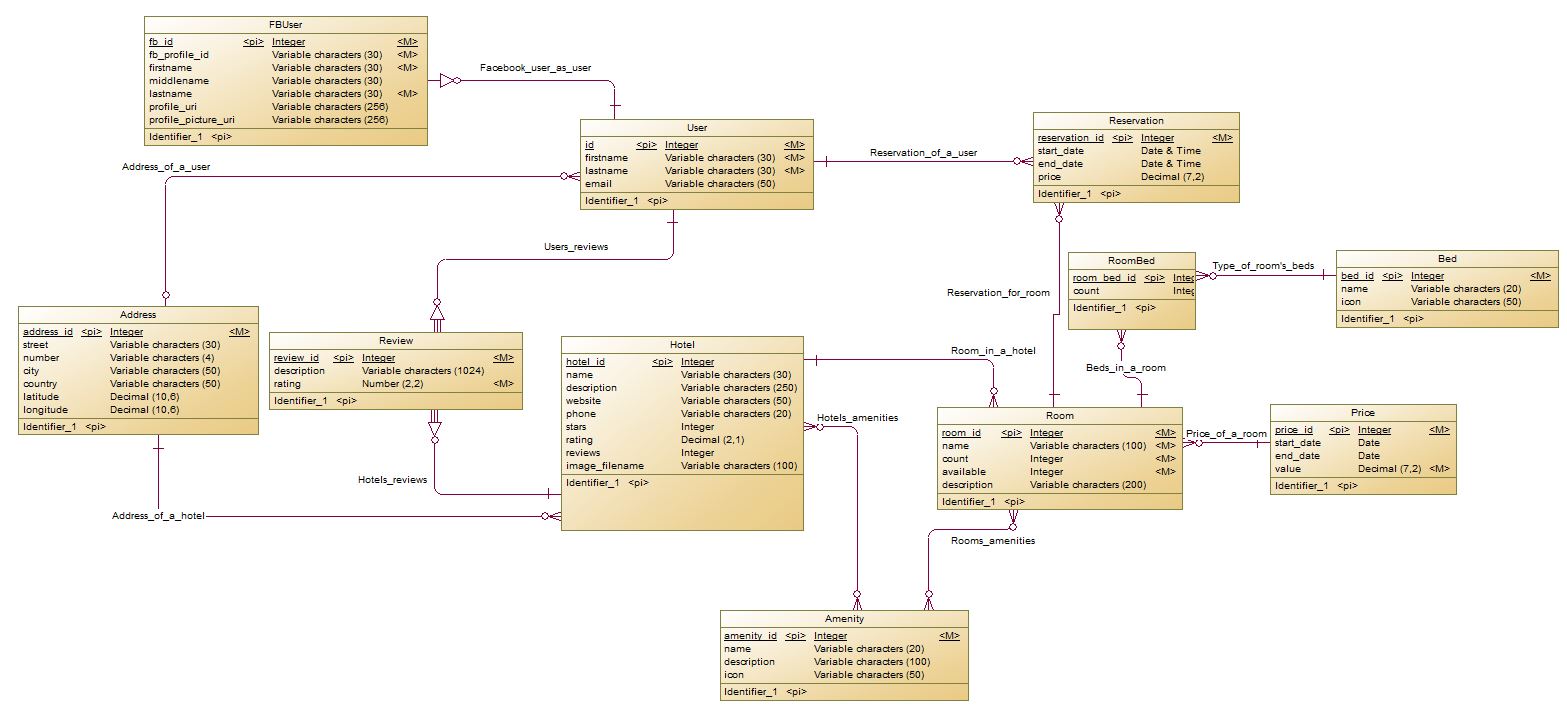 FBUser
fb_id <pi> Integer <M>
fb_profile_id Variable characters (30) <M>
firstname Variable characters (30) <M>
middlename Variable characters (30)
lastname Variable characters (30) <M>
profile_uri Variable characters (256)
profile_picture_uri Variable characters (256)
Identifier_1 <pi>
Facebook_user_as_user
User
id <pi> Integer <M>
firstname Variable characters (30) <M>
lastname Variable characters (30) <M>
email Variable characters (50)
Identifier_1 <pi>
Reservation_of_a_user
Reservation
reservation_id <pi> Integer <M>
start_date Date & Time
end_date Date & Time
price Decimal (7,2)
Identifier_1 <pi>
Address_of_a_user
Users_reviews
Reservation_for_room
RoomBed
room_bed_id <pi> Integ
count Integ
Identifier_1 <pi>
Type_of_room's_beds
Bed
bed_id <pi> Integer <M>
name Variable characters (20)
icon Variable characters (50)
Identifier_1 <pi>
Address
address_id <pi> Integer <M>
street Variable characters (30)
number Variable characters (4)
city Variable characters (50)
country Variable characters (50)
latitude Decimal (10,6)
longitude Decimal (10,6)
Identifier_1 <pi>
Review
review_id <pi> Integer <M>
description Variable characters (1024)
rating Number (2,2) <M>
Identifier_1 <pi>
Hotel
hotel_id <pi> Integer
name Variable characters (30)
description Variable characters (250)
website Variable characters (50)
phone Variable characters (20)
stars Integer
rating Decimal (2,1)
reviews Integer
image_filename Variable characters (100)
Identifier_1 <pi>
Room_in_a_hotel
Beds_in_a_room
Hotels_amenities
Room
room_id <pi> Integer <M>
name Variable characters (100) <M>
count Integer <M>
available Integer <M>
description Variable characters (200)
Identifier_1 <pi>
Price_of_a_room
Price
price_id <pi> Integer <M>
start_date Date
end_date Date
value Decimal (7,2) <M>
Identifier_1 <pi>
Hotels_reviews
Address_of_a_hotel
Rooms_amenities
Amenity
amenity_id <pi> Integer <M>
name Variable characters (20)
description Variable characters (100)
icon Variable characters (50)
Identifier_1 <pi>